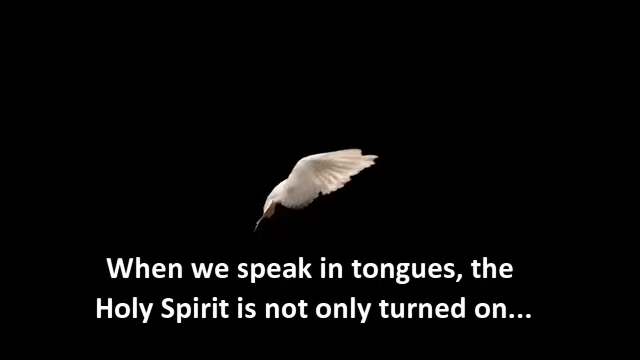 When we speak in tongues, the
Holy Spirit is not only turned on...